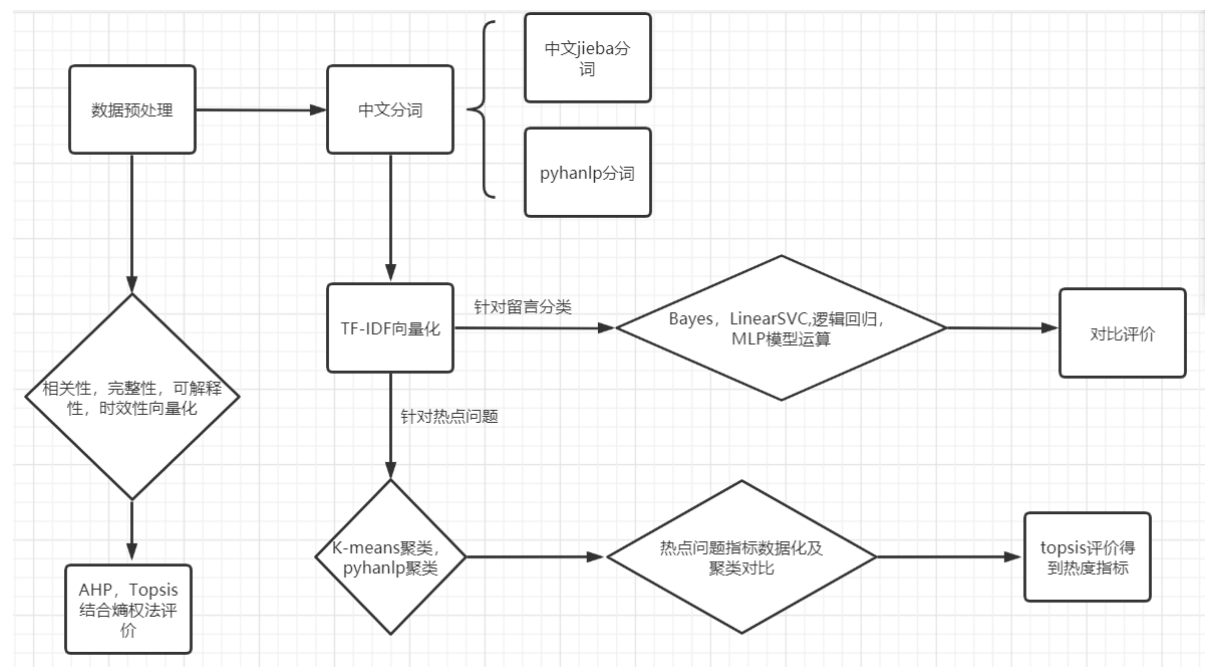 中文jieba分
词
数据预处理
中文分词
pyhanlp分词
针对留言分类
TF-IDF向量化
Bayes，LinearSVC,逻辑回归，
MLP模型运算
对比评价
相关性，完整性，可解释
性，时效性向量化
针对热点问题
K-means聚类，
pyhanlp聚类
热点问题指标数据化及
聚类对比
topsis评价得
到热度指标
AHP，Topsis
结合熵权法评
价